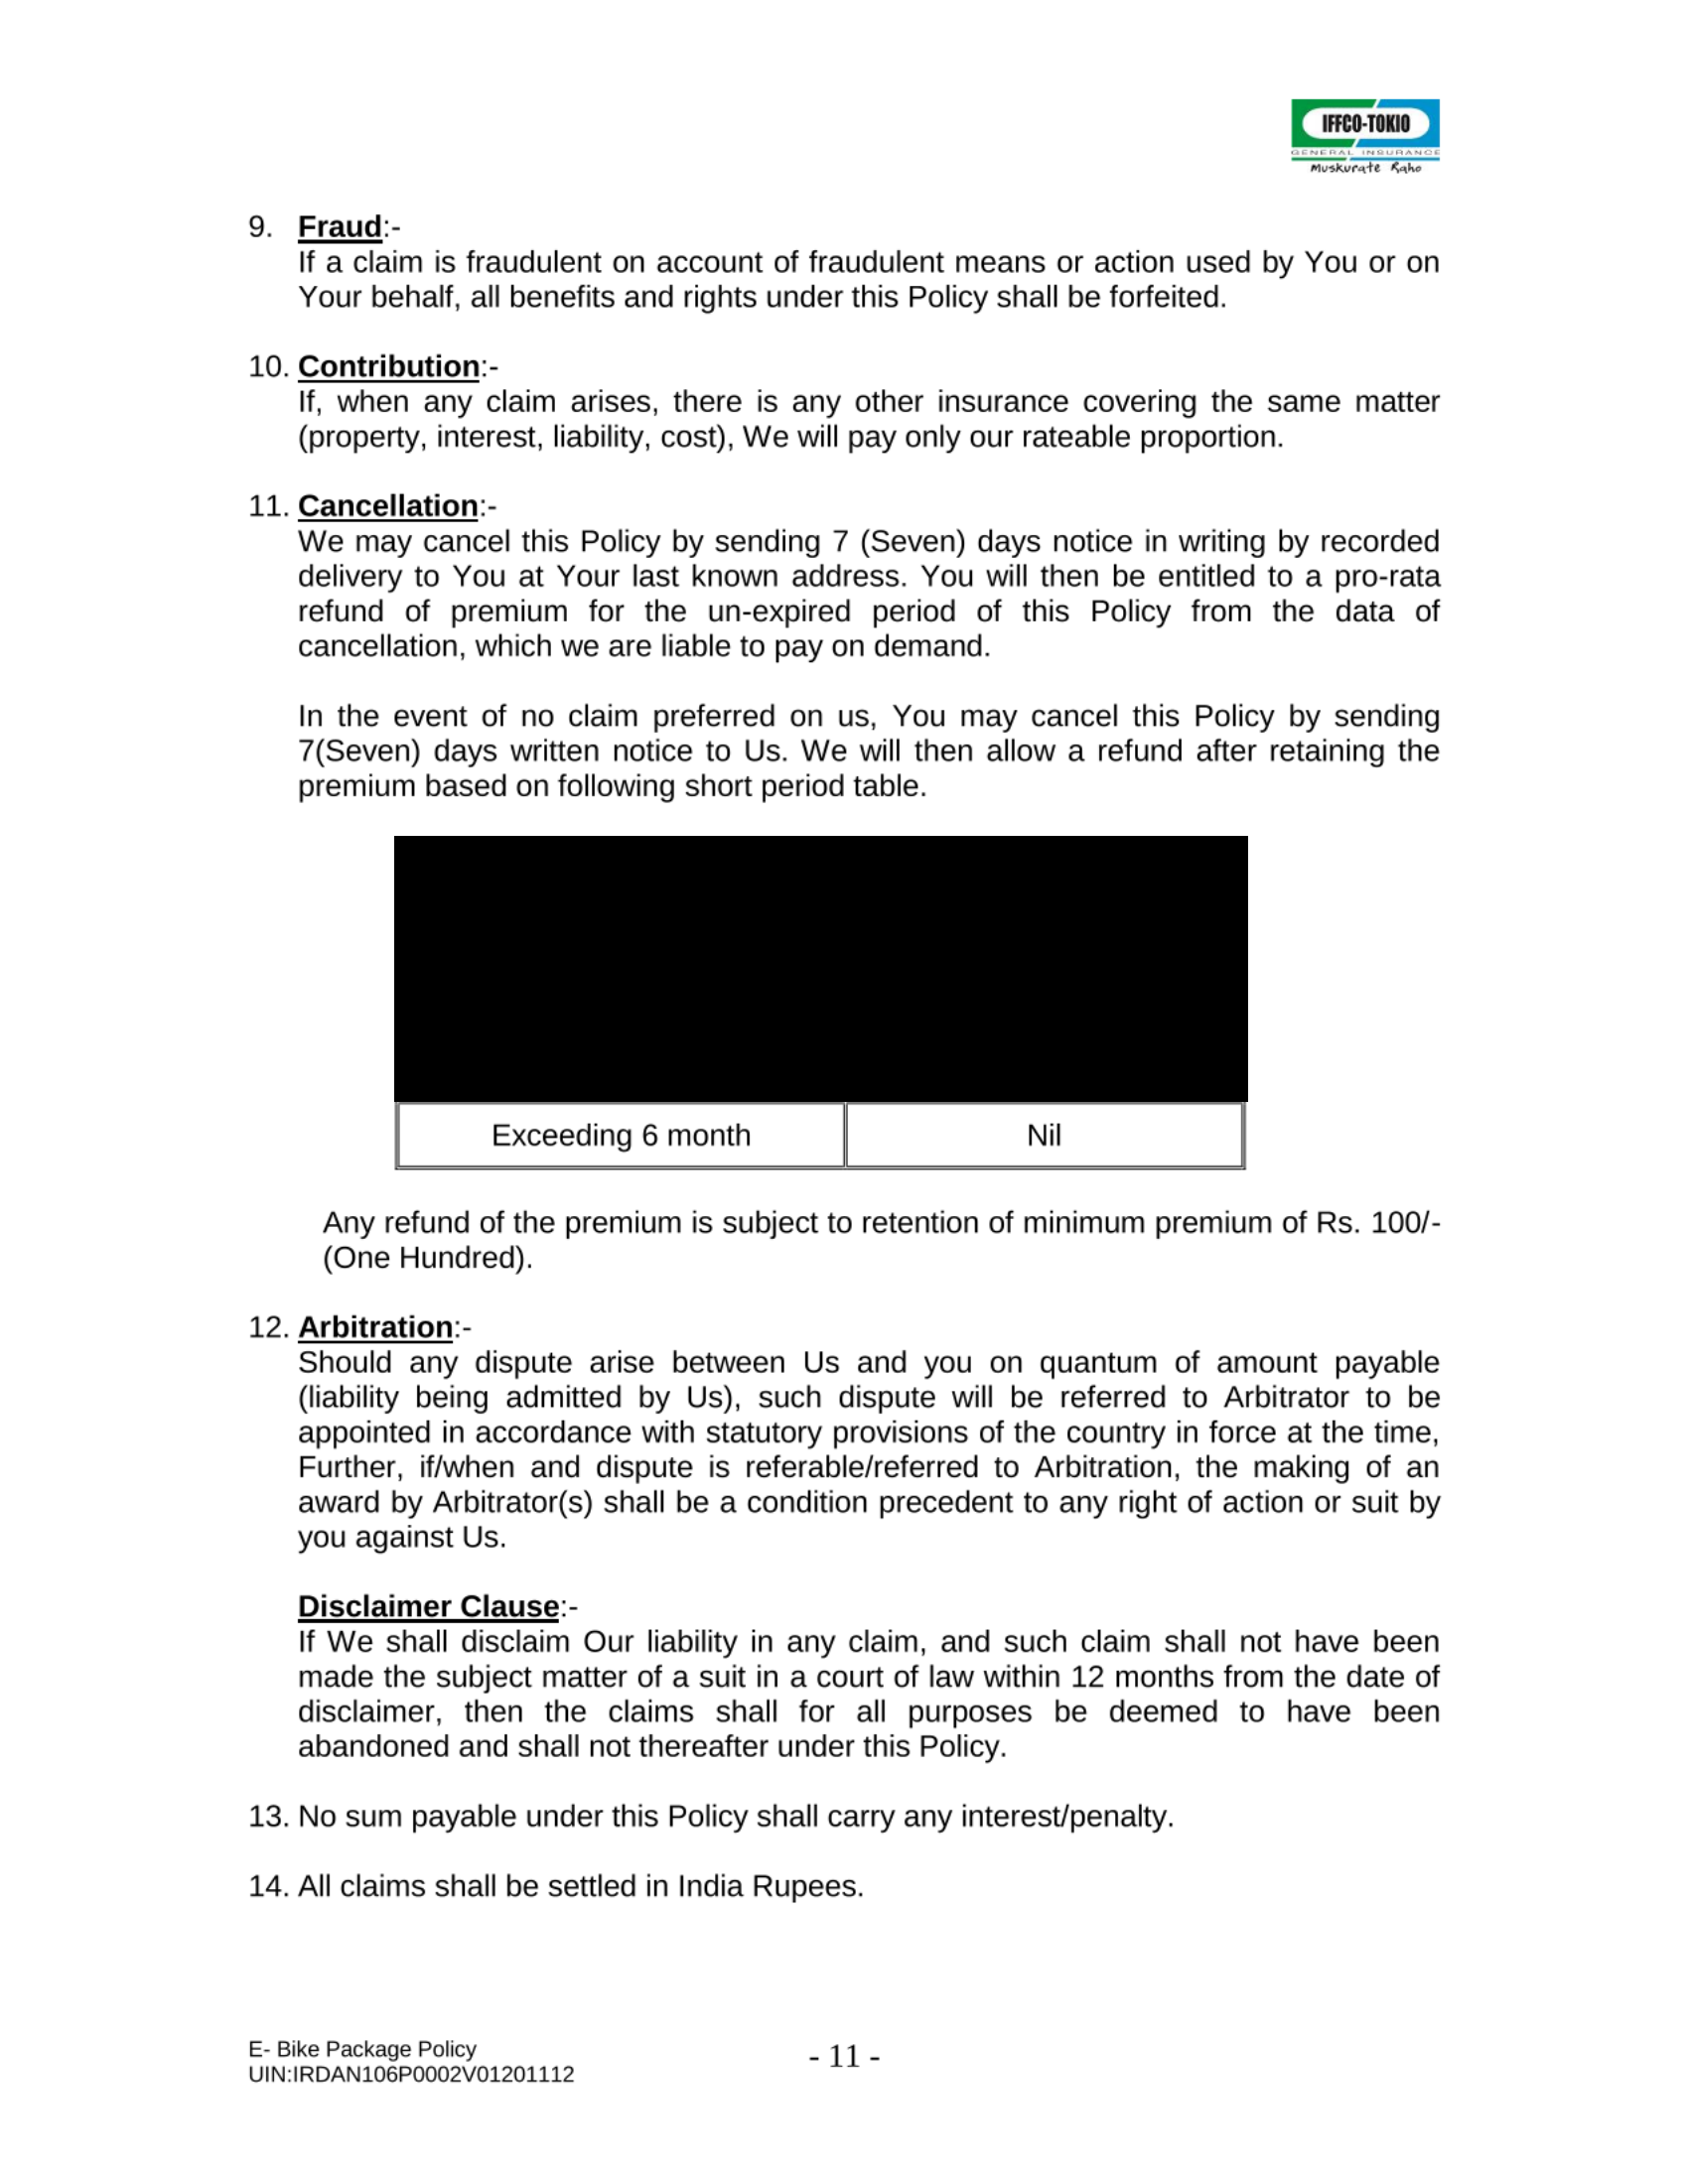 IFFCO-TOKIO
GENERAL INSURANCE
Muskurate Raho
9. Fraud:-
If a claim is fraudulent on account of fraudulent means or action used by You or on
Your behalf, all benefits and rights under this Policy shall be forfeited.
10. Contribution:-
If, when any claim arises, there is any other insurance covering the same matter
(property, interest, liability, cost), We will pay only our rateable proportion.
11. Cancellation:-
We may cancel this Policy by sending 7 (Seven) days notice in writing by recorded
delivery to You at Your last known address. You will then be entitled to a pro-rata
refund of premium for the un-expired period of this Policy from the data of
cancellation, which we are liable to pay on demand.
In the event of no claim preferred on us, You may cancel this Policy by sending
7(Seven) days written notice to Us. We will then allow a refund after retaining the
premium based on following short period table.
Exceeding 6 month Nil
Any refund of the premium is subject to retention of minimum premium of Rs. 100/-
(One Hundred).
12. Arbitration:-
Should any dispute arise between Us and you on quantum of amount payable
(liability being admitted by Us), such dispute will be referred to Arbitrator to be
appointed in accordance with statutory provisions of the country in force at the time,
Further, if/when and dispute is referable/referred to Arbitration, the making of an
award by Arbitrator(s) shall be a condition precedent to any right of action or suit by
you against Us.
Disclaimer Clause:-
If We shall disclaim Our liability in any claim, and such claim shall not have been
made the subject matter of a suit in a court of law within 12 months from the date of
disclaimer, then the claims shall for all purposes be deemed to have been
abandoned and shall not thereafter under this Policy.
13. No sum payable under this Policy shall carry any interest/penalty.
14. All claims shall be settled in India Rupees.
E- Bike Package Policy
UIN:IRDAN106P0002V01201112
- 11 -